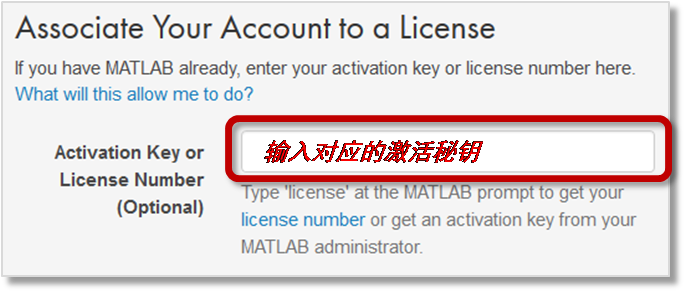 Associate Your Account to a License
If you have MATLAB already, enter your activation key or license number here.
What will this allow me to do?
Activation Key or
License Number
(Optional)
输入对应的激活秘钥
Type 'license' at the MATLAB prompt to get your
license number or get an activation key from your
MATLAB administrator.